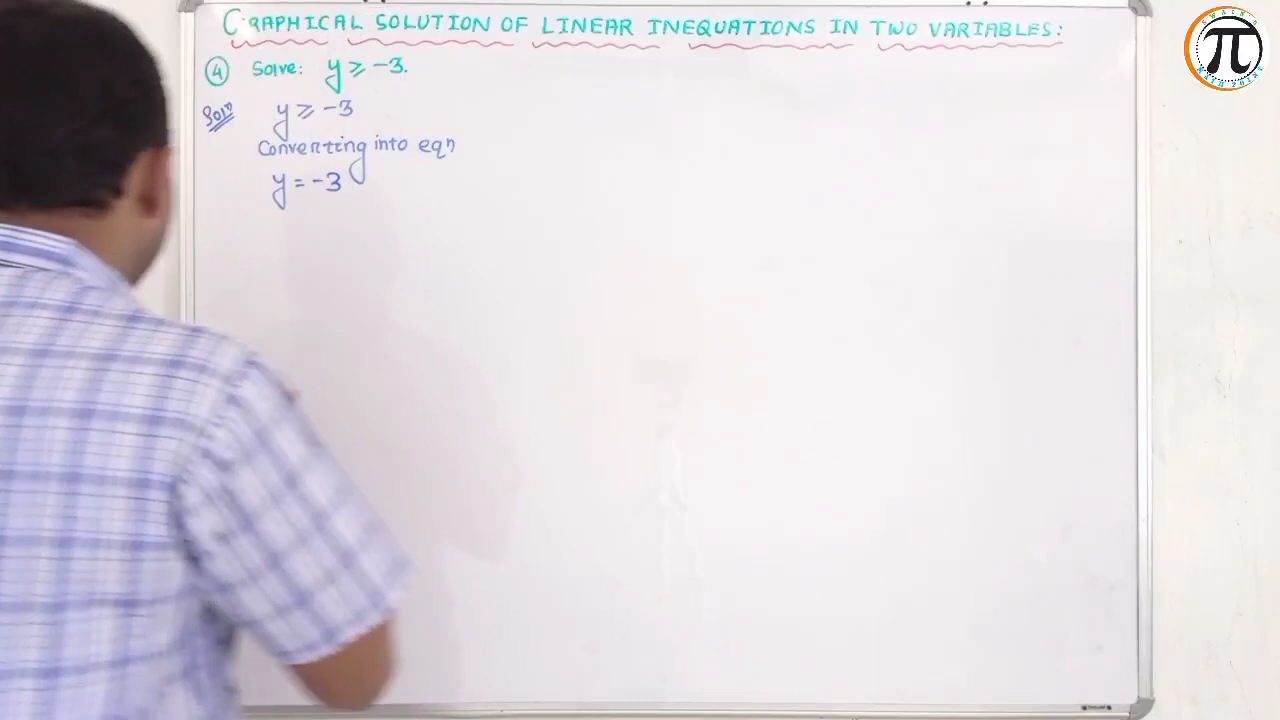 GRAPHICAL SOLUTION OF LINEAR INEQUATIONS IN TWO VARIABLES:
④ Solve: y ≥ -3.
Solⁿ y ≥ -3
Converting into eqⁿ
y = -3
π